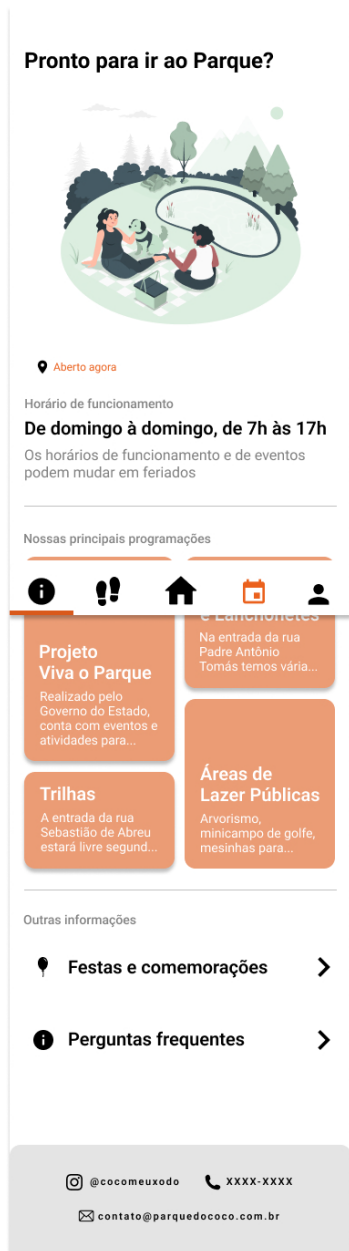 Pronto para ir ao Parque?
Aberto agora
Horário de funcionamento
De domingo à domingo, de 7h às 17h
Os horários de funcionamento e de eventos
podem mudar em feriados
Nossas principais programações
Projeto
Viva o Parque
Realizado pelo
Governo do Estado,
conta com eventos e
atividades para...
e Lanchonetes
Na entrada da rua
Padre Antônio
Tomás temos vária...
Trilhas
A entrada da rua
Sebastião de Abreu
estará livre segund...
Áreas de
Lazer Públicas
Arvorismo,
minicampo de golfe,
mesinhas para...
Outras informações
Festas e comemorações
Perguntas frequentes
@cocomeuxodo
XXXX-XXXX
contato@parquedococo.com.br